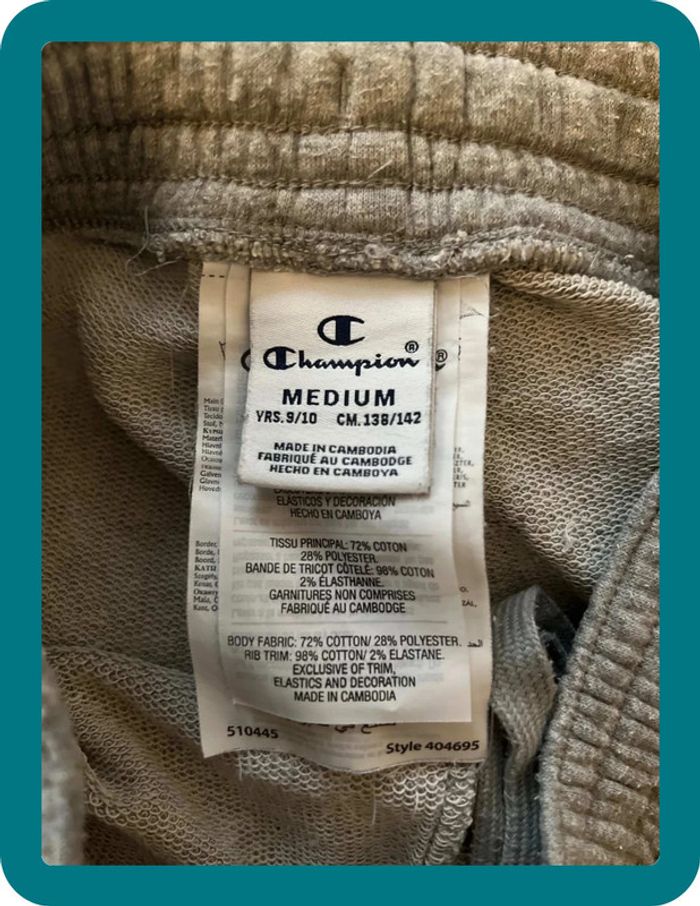 Champion®
MEDIUM
YRS.9/10 CM.138/142
MADE IN CAMBODIA
FABRIQUÉ AU CAMBODGE
HECHO EN CAMBOYA
ELÁSTICOS Y DECORACIÓN
HECHO EN CAMBOYA
TISSU PRINCIPAL: 72% COTON
28% POLYESTER.
BANDE DE TRICOT CÔTELÉ: 98% COTON
2% ÉLASTHANNE.
GARNITURES NON COMPRISES
FABRIQUÉ AU CAMBODGE
BODY FABRIC: 72% COTTON/ 28% POLYESTER.
RIB TRIM: 98% COTTON/ 2% ELASTANE.
EXCLUSIVE OF TRIM,
ELASTICS AND DECORATION
MADE IN CAMBODIA
510445
Style 404695